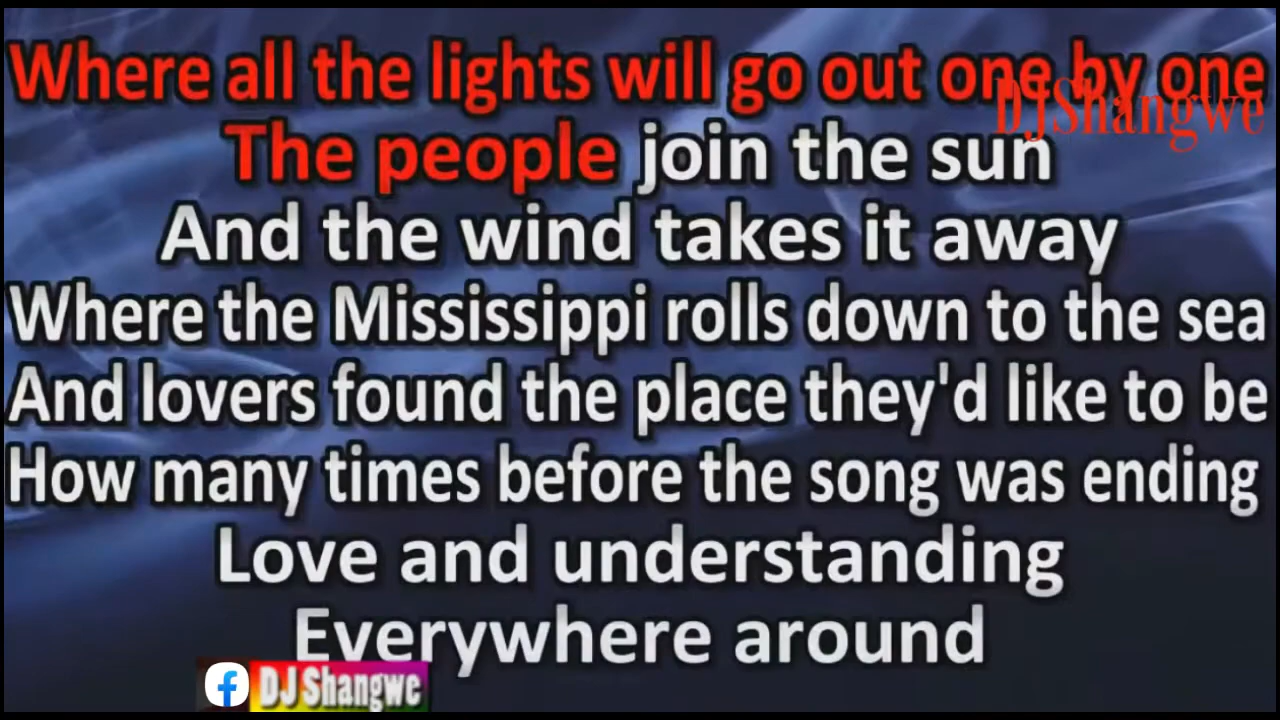 Where all the lights will go out one by one
DJShangwe
The people join the sun
And the wind takes it away
Where the Mississippi rolls down to the sea
And lovers found the place they'd like to be
How many times before the song was ending
Love and understanding
Everywhere around
DJ Shangwe